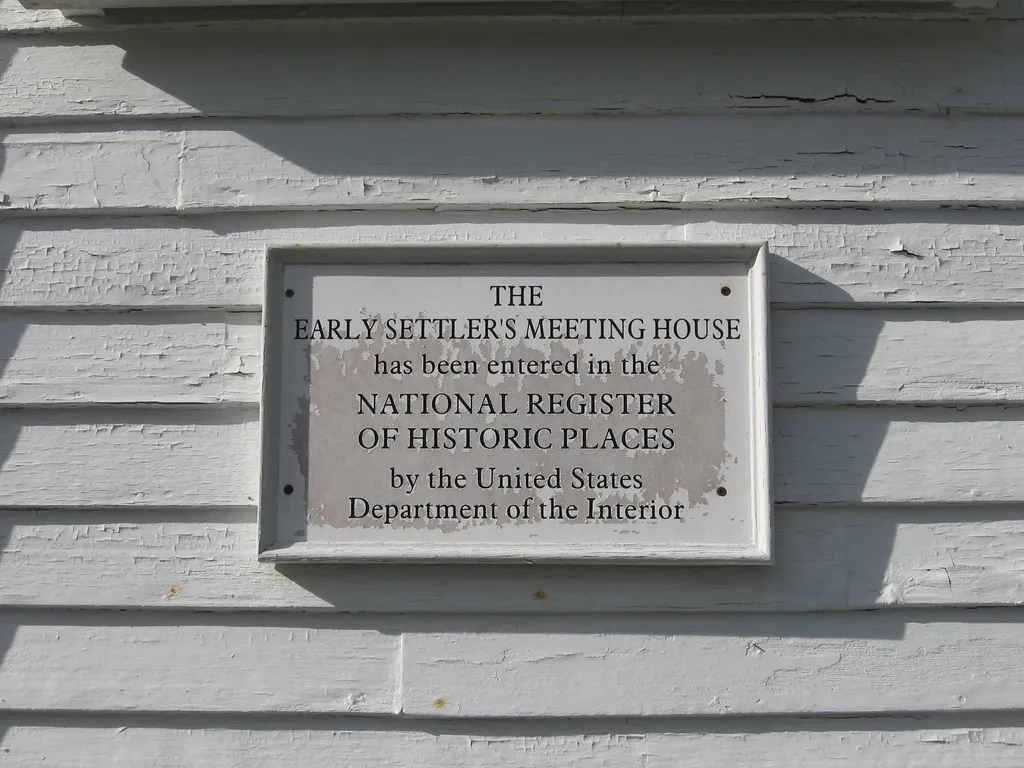 THE
EARLY SETTLER'S MEETING HOUSE
has been entered in the
NATIONAL REGISTER
OF HISTORIC PLACES
by the United States
Department of the Interior